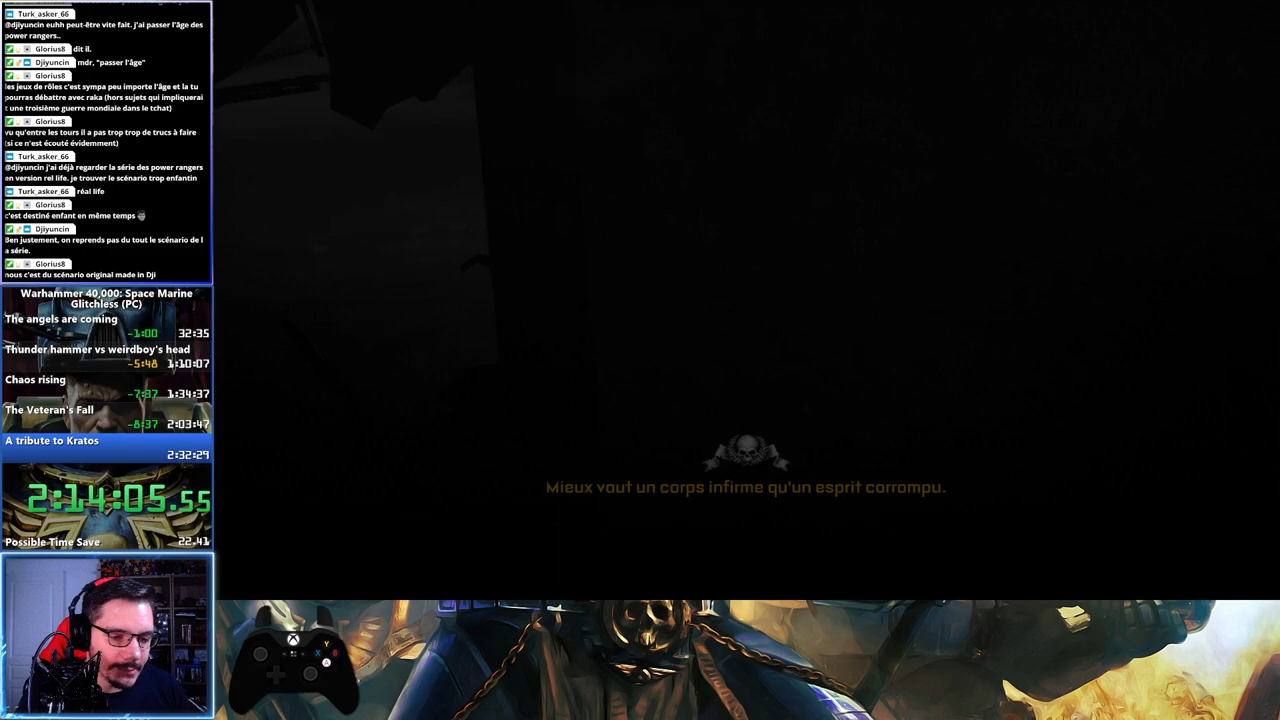 Turk_asker_66
@djiyuncin euhh peut-être vite fait. j'ai passer l'âge des
power rangers..
Glorius8 dit il.
Djiyuncin mdr, "passer l'âge"
Glorius8
les jeux de rôles c'est sympa peu importe l'âge et la tu
pourras débattre avec raka (hors sujets qui impliquerai
t une troisième guerre mondiale dans le tchat)
Glorius8
vu qu'entre les tours il a pas trop trop de trucs à faire
(si ce n'est écouté évidemment)
Turk_asker_66
@djiyuncin j'ai déjà regarder la série des power rangers
en version rel life. je trouver le scénario trop enfantin
Turk_asker_66 réal life
Glorius8
c'est destiné enfant en même temps
Djiyuncin
Ben justement, on reprends pas du tout le scénario de l
a série.
Glorius8
nous c'est du scénario original made in Dji
Warhammer 40,000: Space Marine
Glitchless (PC)
The angels are coming
-1:00 32:35
Thunder hammer vs weirdboy's head
-5:48 1:10:07
Chaos rising
-7:37 1:34:37
The Veteran's Fall
-8:37 2:03:47
A tribute to Kratos
2:32:29
2:14:05.55
Possible Time Save 22.41
Mieux vaut un corps infirme qu'un esprit corrompu.
Y
X
B
A